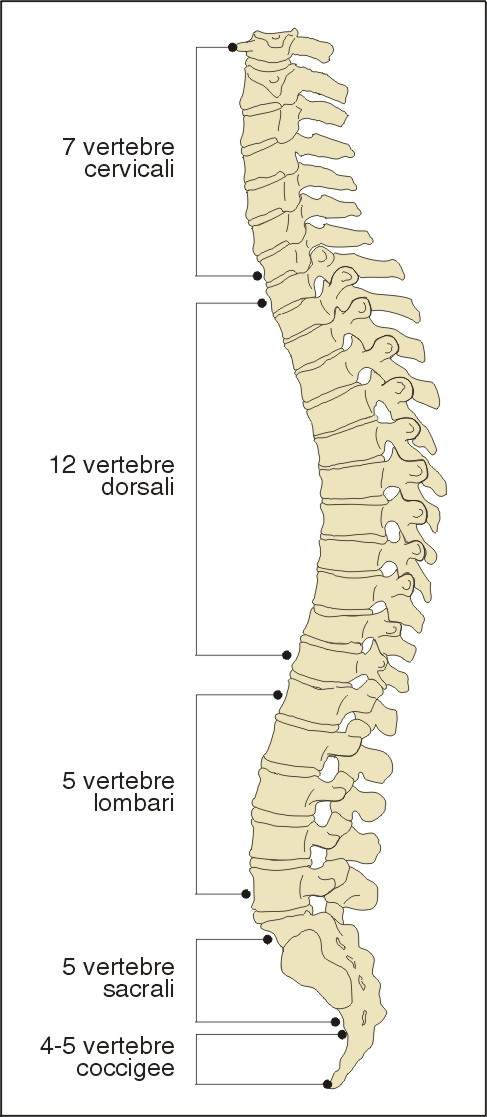 7 vertebre
cervicali
12 vertebre
dorsali
5 vertebre
lombari
5 vertebre
sacrali
4-5 vertebre
coccigee